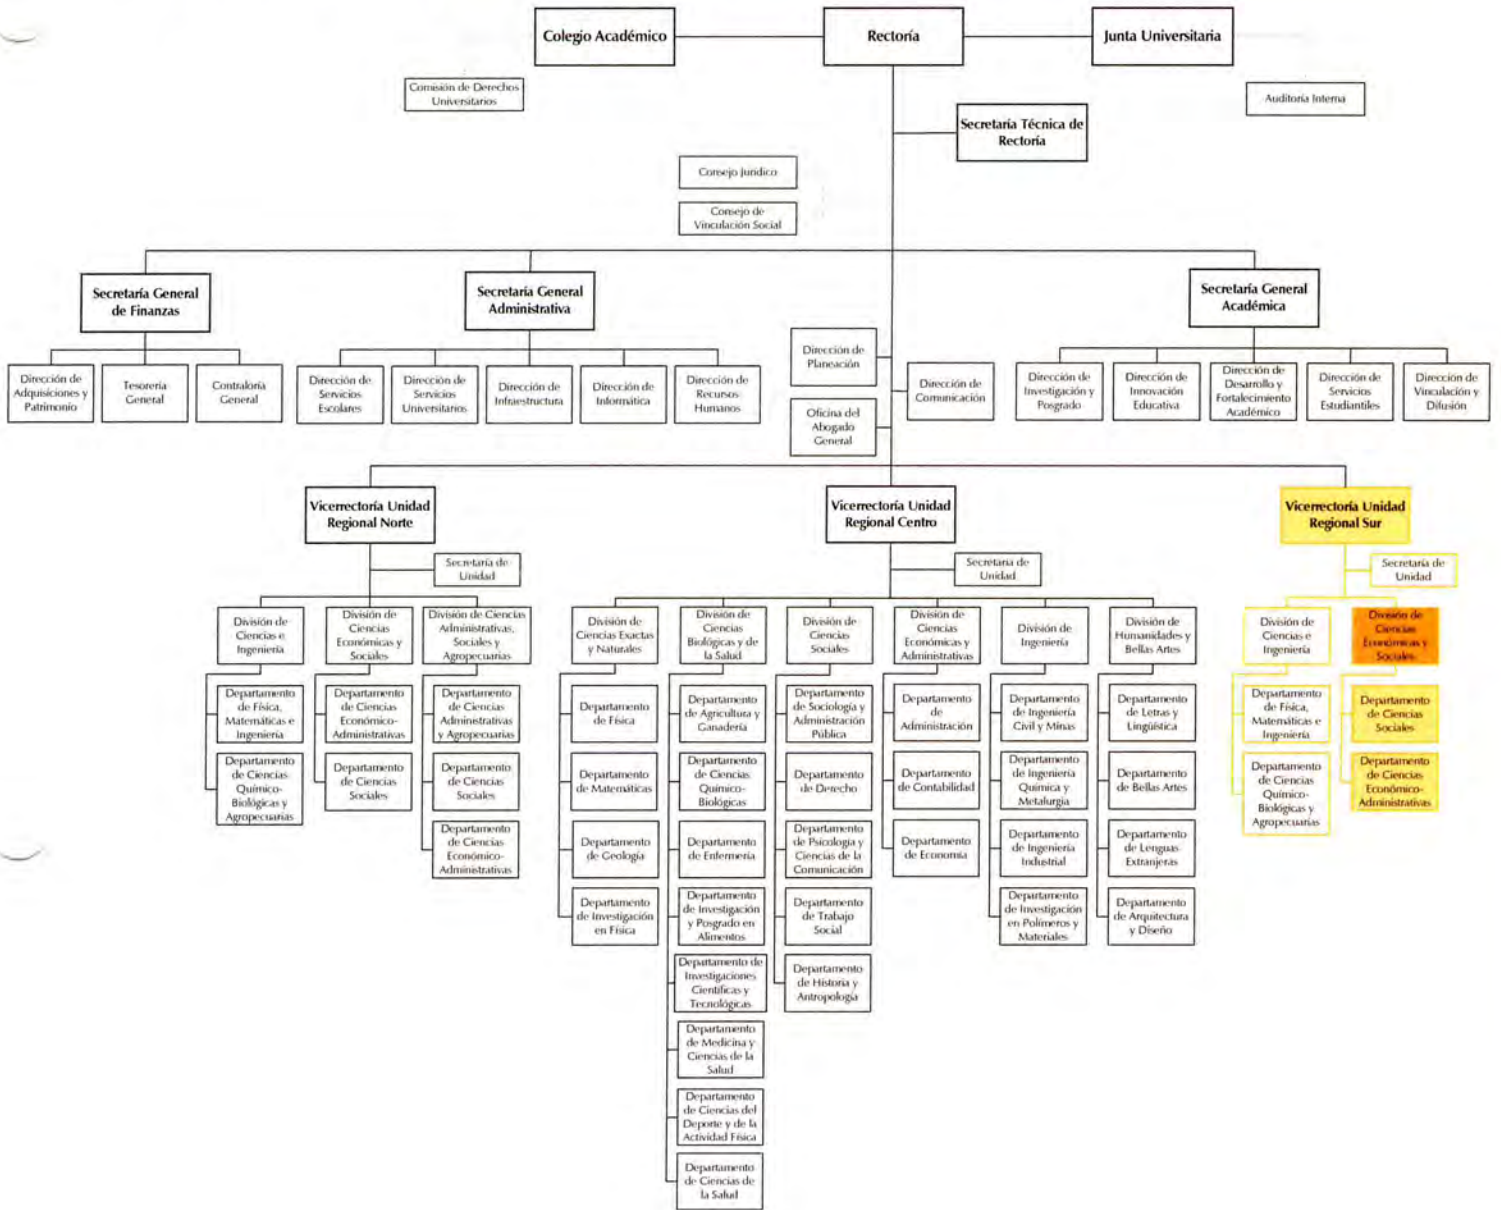 Colegio Académico
Rectoría
Junta Universitaria
Comisión de Derechos
Universitarios
Auditoría Interna
Secretaría Técnica de
Rectoría
Consejo Jurídico
Consejo de
Vinculación Social
Secretaría General
de Finanzas
Secretaría General
Administrativa
Secretaría General
Académica
Dirección de
Adquisiciones y
Patrimonio
Tesorería
General
Contraloría
General
Dirección de
Servicios
Escolares
Dirección de
Servicios
Universitarios
Dirección de
Infraestructura
Dirección de
Informática
Dirección de
Recursos
Humanos
Dirección de
Planeación
Dirección de
Comunicación
Oficina del
Abogado
General
Dirección de
Investigación y
Posgrado
Dirección de
Innovación
Educativa
Dirección de
Desarrollo y
Fortalecimiento
Académico
Dirección de
Servicios
Estudiantiles
Dirección de
Vinculación y
Difusión
Vicerrectoría Unidad
Regional Norte
Secretaría de
Unidad
División de
Ciencias e
Ingeniería
División de
Ciencias
Económicas y
Sociales
División de Ciencias
Administrativas,
Sociales y
Agropecuarias
Departamento
de Física,
Matemáticas e
Ingeniería
Departamento
de Ciencias
Químico-
Biológicas y
Agropecuarias
Departamento
de Ciencias
Económico-
Administrativas
Departamento
de Ciencias
Sociales
Departamento
de Ciencias
Administrativas
y Agropecuarias
Departamento
de Ciencias
Sociales
Departamento
de Ciencias
Económico-
Administrativas
Vicerrectoría Unidad
Regional Centro
Secretaría de
Unidad
División de
Ciencias Exactas
y Naturales
División de
Ciencias
Biológicas y de
la Salud
División de
Ciencias
Sociales
División de
Ciencias
Económicas y
Administrativas
División de
Ingeniería
División de
Humanidades y
Bellas Artes
Departamento
de Física
Departamento
de Matemáticas
Departamento
de Geología
Departamento
de Investigación
en Física
Departamento
de Agricultura y
Ganadería
Departamento
de Ciencias
Químico-
Biológicas
Departamento
de Enfermería
Departamento
de Investigación
y Posgrado en
Alimentos
Departamento de
Investigaciones
Científicas y
Tecnológicas
Departamento
de Medicina y
Ciencias de la
Salud
Departamento
de Ciencias del
Deporte y de la
Actividad Física
Departamento
de Ciencias de
la Salud
Departamento
de Sociología y
Administración
Pública
Departamento
de Derecho
Departamento
de Psicología y
Ciencias de la
Comunicación
Departamento
de Trabajo
Social
Departamento
de Historia y
Antropología
Departamento
de
Administración
Departamento
de Contabilidad
Departamento
de Economía
Departamento
de Ingeniería
Civil y Minas
Departamento
de Ingeniería
Química y
Metalurgia
Departamento
de Ingeniería
Industrial
Departamento
de Investigación
en Polímeros y
Materiales
Departamento
de Letras y
Lingüística
Departamento
de Bellas Artes
Departamento
de Lenguas
Extranjeras
Departamento
de Arquitectura
y Diseño
Vicerrectoría Unidad
Regional Sur
Secretaría de
Unidad
División de
Ciencias e
Ingeniería
División de
Ciencias
Económicas y
Sociales
Departamento
de Física,
Matemáticas e
Ingeniería
Departamento
de Ciencias
Químico-
Biológicas y
Agropecuarias
Departamento
de Ciencias
Sociales
Departamento
de Ciencias
Económico-
Administrativas